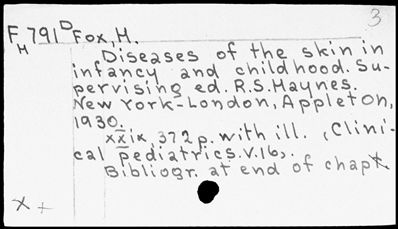 3
F 791 D Fox, H.
H
Diseases of the skin in
infancy and childhood. Su-
pervising ed. R.S. Haynes.
New York-London, Appleton,
1930.
xxix, 372 p. with ill. (Clini-
cal pediatrics. V.16).
Bibliogr. at end of chapt.
x +